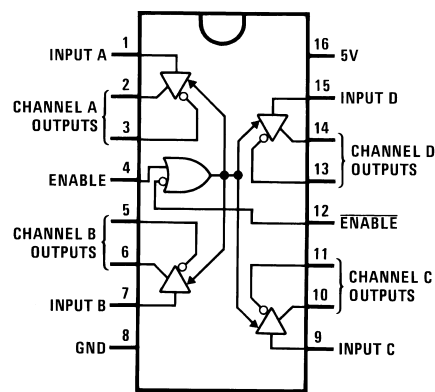 1
INPUT A
2
CHANNEL A
OUTPUTS
3
4
ENABLE
5
CHANNEL B
OUTPUTS
6
7
INPUT B
8
GND
16
5V
15
INPUT D
14
CHANNEL D
OUTPUTS
13
12
ENABLE
11
CHANNEL C
OUTPUTS
10
9
INPUT C